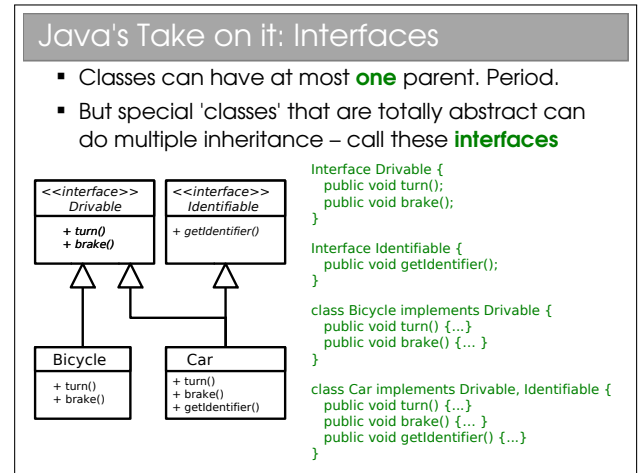 Java's Take on it: Interfaces
▪ Classes can have at most one parent. Period.
▪ But special 'classes' that are totally abstract can
do multiple inheritance – call these interfaces
<<interface>>
Drivable
+ turn()
+ brake()
<<interface>>
Identifiable
+ getIdentifier()
Bicycle
+ turn()
+ brake()
Car
+ turn()
+ brake()
+ getIdentifier()
Interface Drivable {
public void turn();
public void brake();
}
Interface Identifiable {
public void getIdentifier();
}
class Bicycle implements Drivable {
public void turn() {...}
public void brake() {... }
}
class Car implements Drivable, Identifiable {
public void turn() {...}
public void brake() {... }
public void getIdentifier() {...}
}